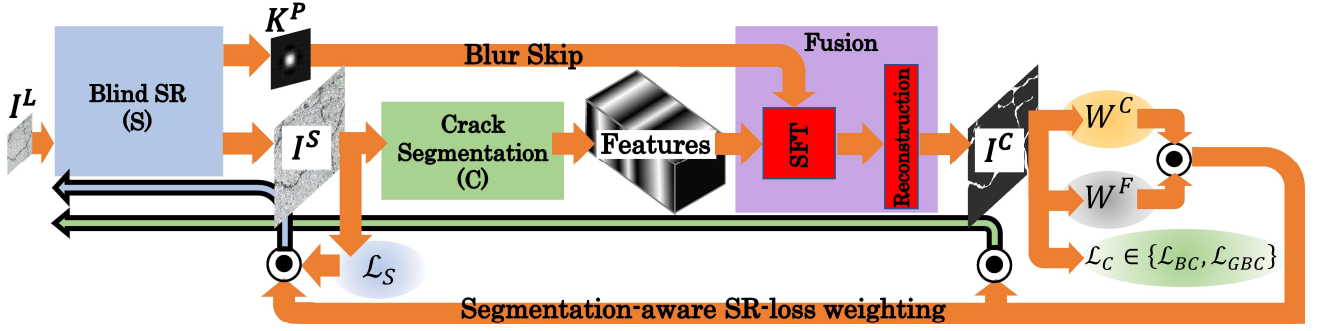 K^P
Blur Skip
Fusion
I^L
Blind SR
(S)
I^S
Crack
Segmentation
(C)
Features
SFT
Reconstruction
I^C
W^C
W^F
ℒ_S
ℒ_C ∈ {ℒ_BC, ℒ_GBC}
Segmentation-aware SR-loss weighting